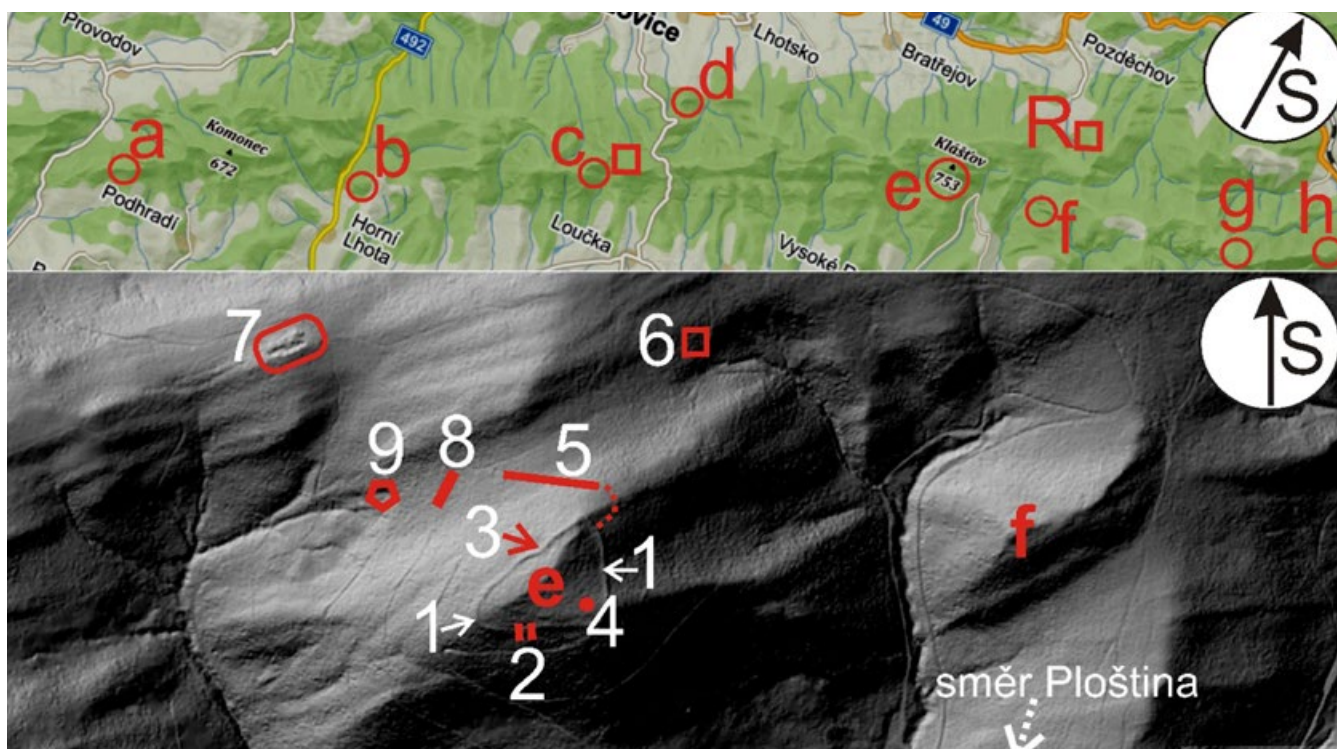 Provodov
492
ovice
Lhotsko
49
Bratřejov
Pozděchov
S
a
Komonec
672
b
c
d
R
Klášťov
753
e
f
g
h
Podhradí
Horní
Lhota
Loučka
Vysoké
7
6
S
9
8
5
3
e
1
1
4
2
f
směr Ploština